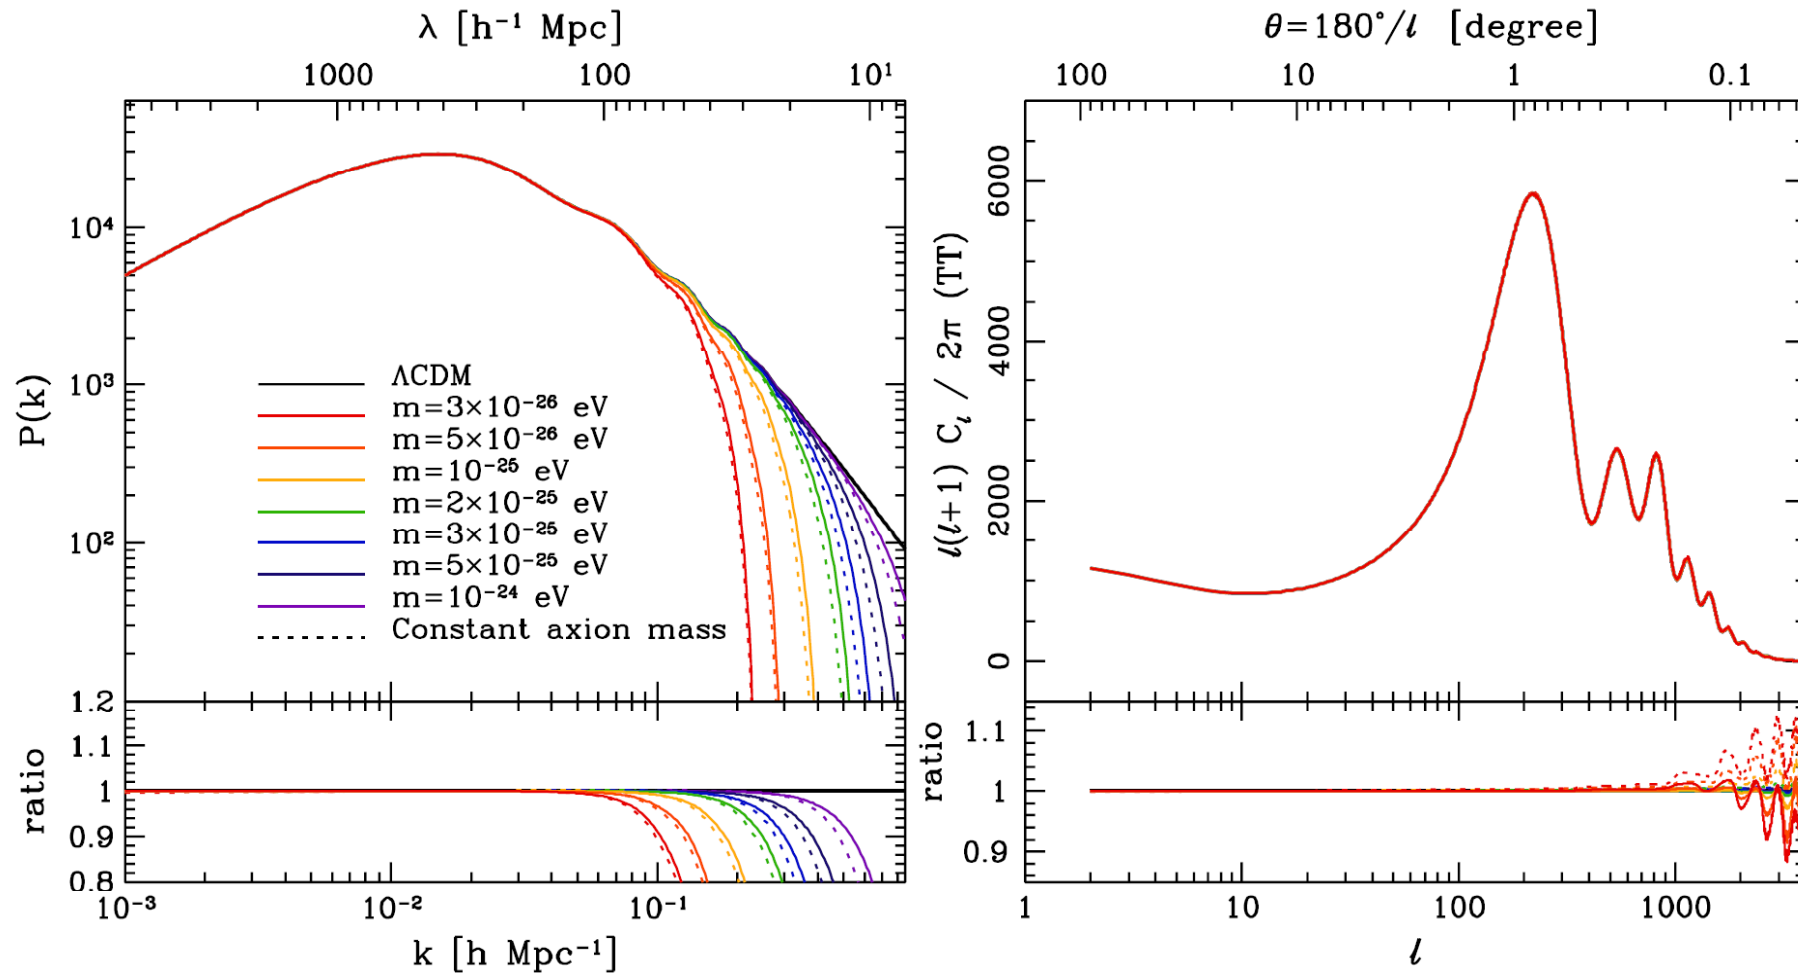 λ [h⁻¹ Mpc]
1000 100 10¹
P(k)
10⁴
10³
10²
ΛCDM
m=3×10⁻²⁶ eV
m=5×10⁻²⁶ eV
m=10⁻²⁵ eV
m=2×10⁻²⁵ eV
m=3×10⁻²⁵ eV
m=5×10⁻²⁵ eV
m=10⁻²⁴ eV
Constant axion mass
ratio
1.2
1.1
1
0.9
0.8
10⁻³ 10⁻² 10⁻¹
k [h Mpc⁻¹]
θ=180°/l [degree]
100 10 1 0.1
l(l+1) Cₗ / 2π (TT)
6000
4000
2000
0
ratio
1.1
1
0.9
1 10 100 1000
l